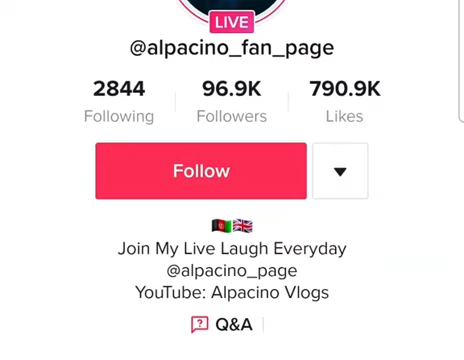 LIVE
@alpacino_fan_page
2844 96.9K 790.9K
Following Followers Likes
Follow
Join My Live Laugh Everyday
@alpacino_page
YouTube: Alpacino Vlogs
Q&A